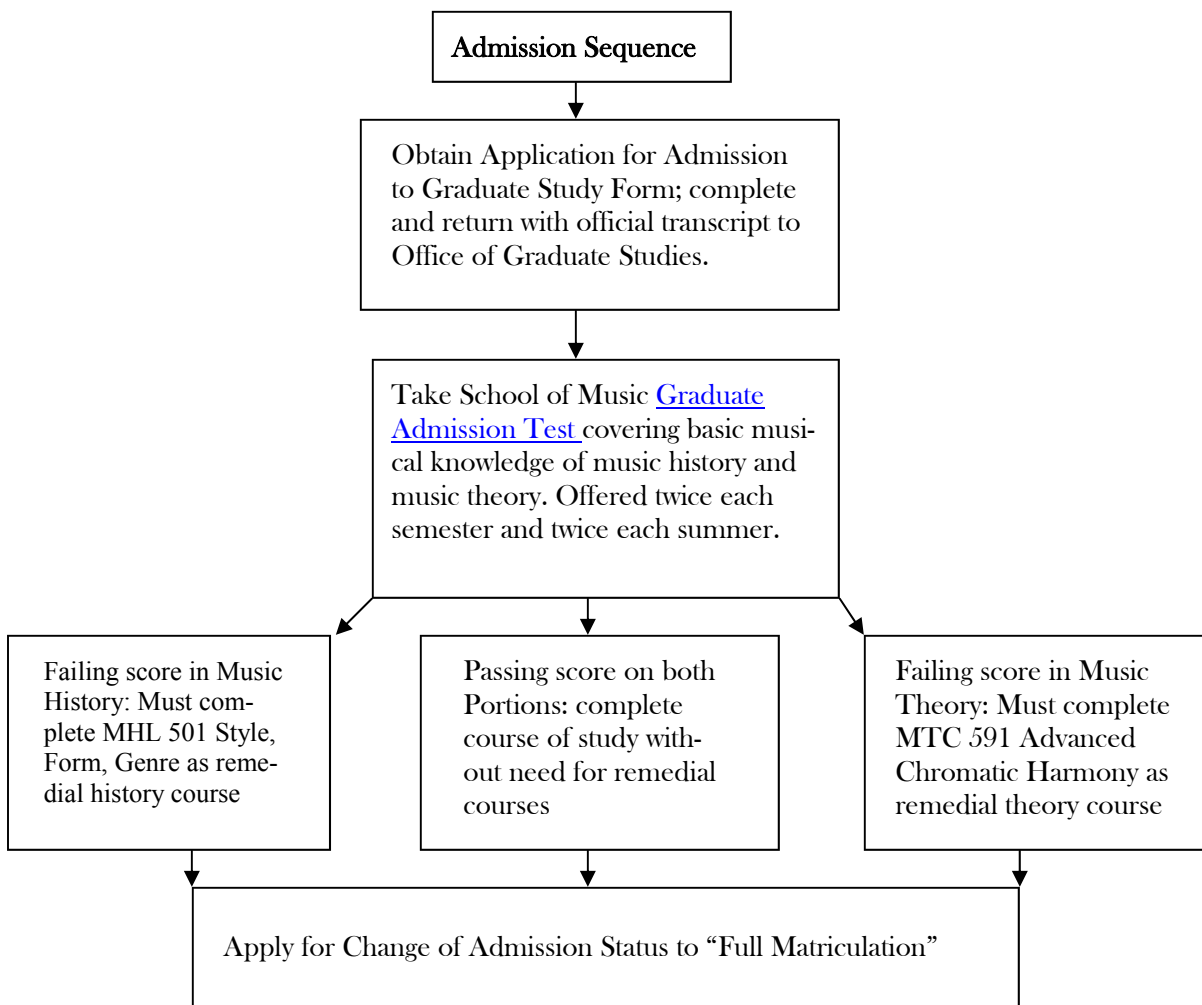 Admission Sequence
Obtain Application for Admission
to Graduate Study Form; complete
and return with official transcript to
Office of Graduate Studies.
Take School of Music Graduate
Admission Test covering basic musi-
cal knowledge of music history and
music theory. Offered twice each
semester and twice each summer.
Failing score in Music
History: Must com-
plete MHL 501 Style,
Form, Genre as reme-
dial history course
Passing score on both
Portions: complete
course of study with-
out need for remedial
courses
Failing score in Music
Theory: Must complete
MTC 591 Advanced
Chromatic Harmony as
remedial theory course
Apply for Change of Admission Status to “Full Matriculation”